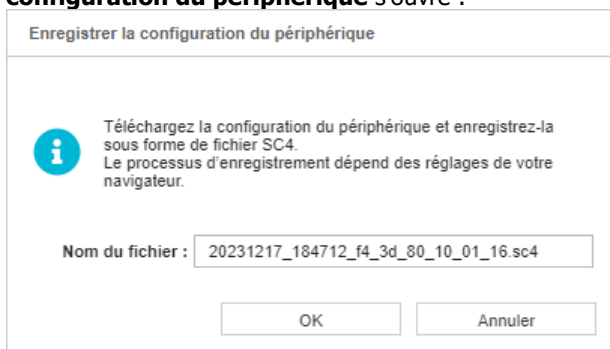 configuration du périphérique s'ouvre :
Enregistrer la configuration du périphérique
Téléchargez la configuration du périphérique et enregistrez-la
sous forme de fichier SC4.
Le processus d'enregistrement dépend des réglages de votre
navigateur.
Nom du fichier : 20231217_184712_f4_3d_80_10_01_16.sc4
OK Annuler